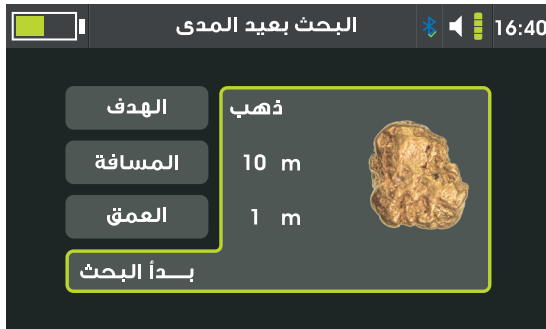 البحث بعيد المدى 16:40
الهدف ذهب
المسافة 10 m
العمق 1 m
بـــدأ البحث